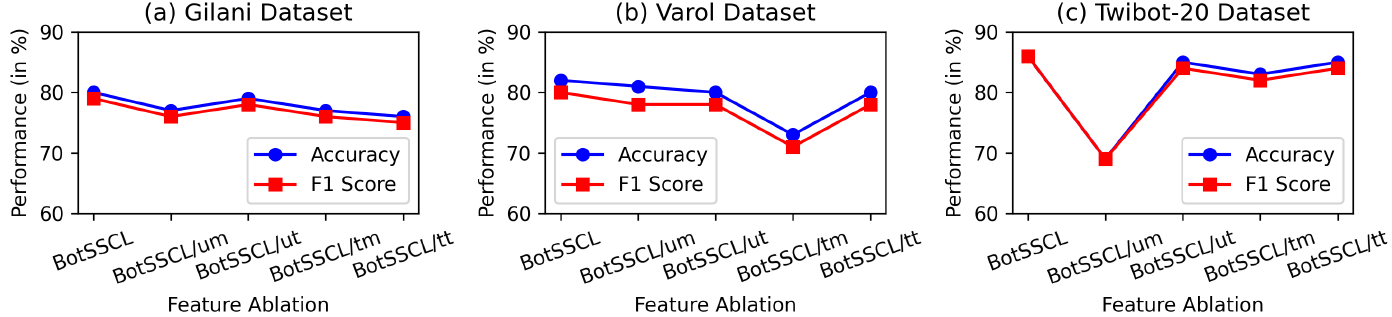 (a) Gilani Dataset
Performance (in %)
90
80
70
60
Accuracy
F1 Score
BotSSCL
BotSSCL/um
BotSSCL/ut
BotSSCL/tm
BotSSCL/tt
Feature Ablation
(b) Varol Dataset
Performance (in %)
90
80
70
60
Accuracy
F1 Score
BotSSCL
BotSSCL/um
BotSSCL/ut
BotSSCL/tm
BotSSCL/tt
Feature Ablation
(c) Twibot-20 Dataset
Performance (in %)
90
80
70
60
Accuracy
F1 Score
BotSSCL
BotSSCL/um
BotSSCL/ut
BotSSCL/tm
BotSSCL/tt
Feature Ablation